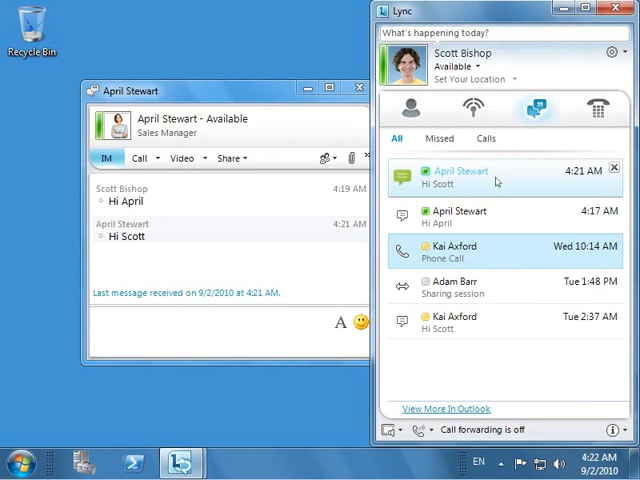 Recycle Bin
April Stewart
April Stewart - Available
Sales Manager
IM Call Video Share
Scott Bishop 4:19 AM
Hi April
April Stewart 4:21 AM
Hi Scott
Last message received on 9/2/2010 at 4:21 AM.
A
Lync
What's happening today?
Scott Bishop
Available
Set Your Location
All Missed Calls
April Stewart 4:21 AM
Hi Scott
April Stewart 4:17 AM
Hi April
Kai Axford Wed 10:14 AM
Phone Call
Adam Barr Tue 1:48 PM
Sharing session
Kai Axford Tue 2:37 AM
Hi Scott
View More In Outlook
Call forwarding is off
EN
4:22 AM
9/2/2010